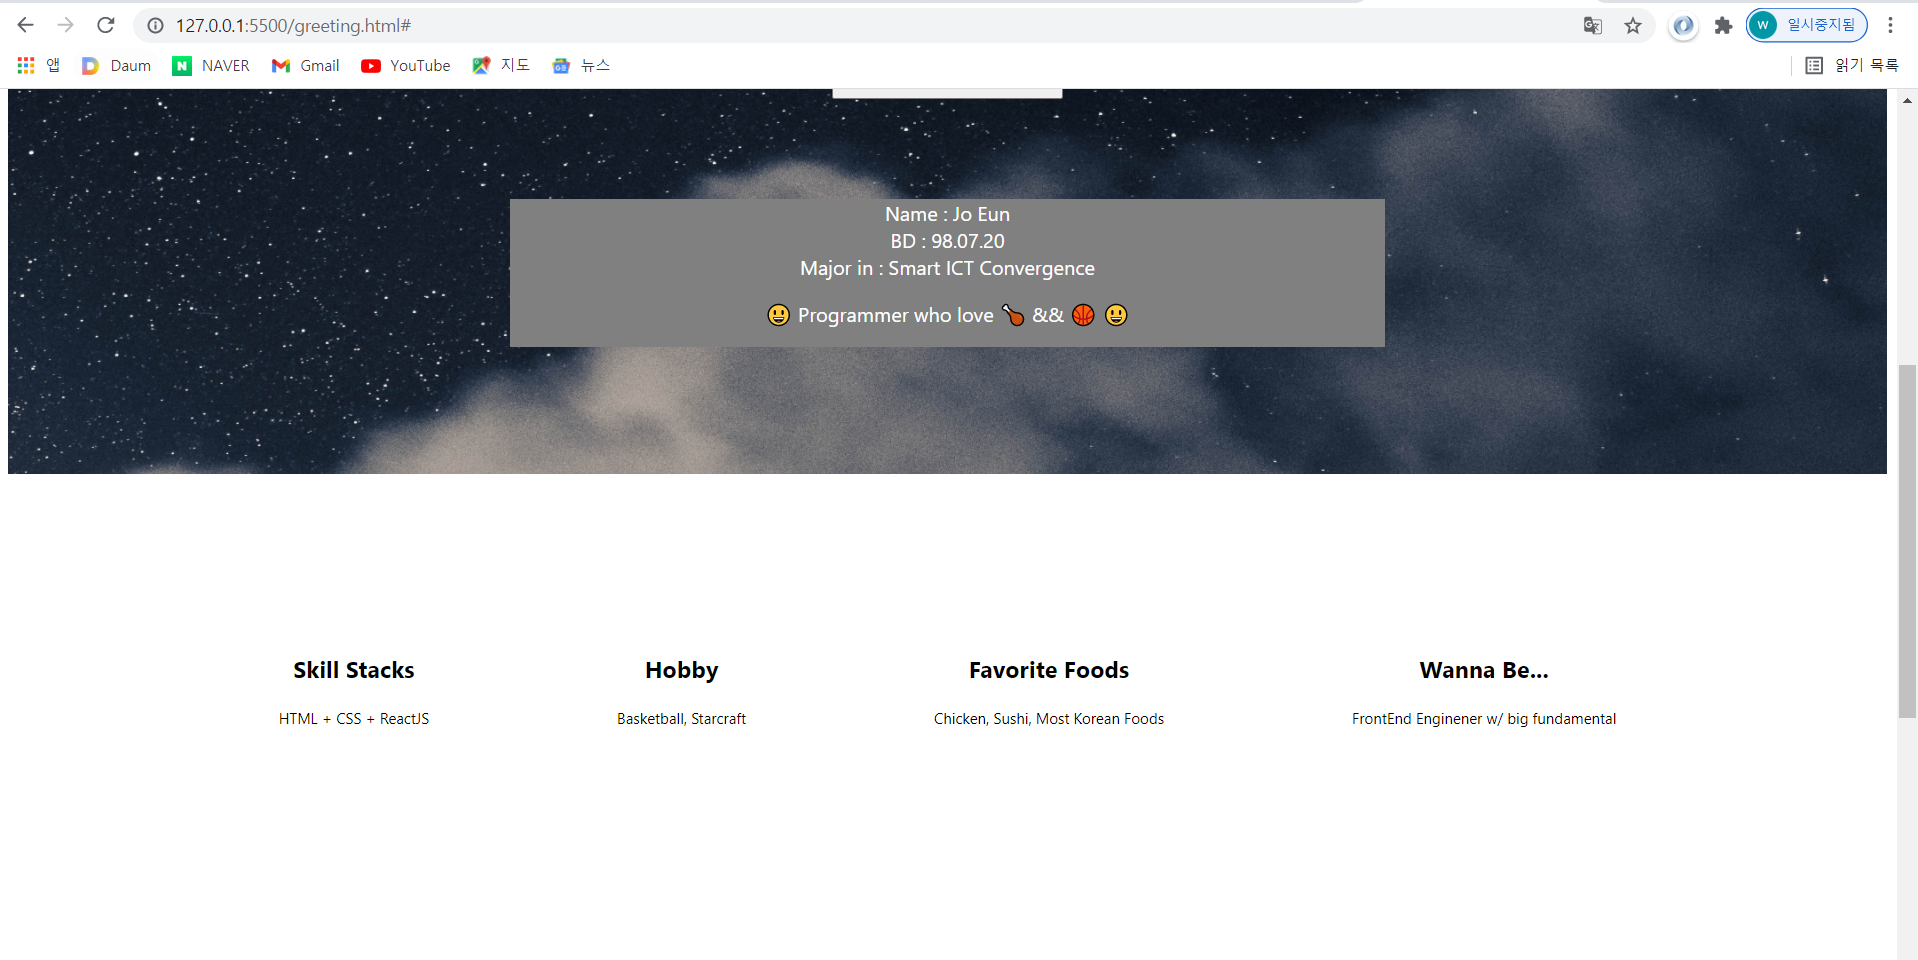 127.0.0.1:5500/greeting.html#
W 일시중지됨
앱 Daum NAVER Gmail YouTube 지도 뉴스 읽기 목록
Name : Jo Eun
BD : 98.07.20
Major in : Smart ICT Convergence
😃 Programmer who love 🍗 && 🏀 😃
Skill Stacks Hobby Favorite Foods Wanna Be...
HTML + CSS + ReactJS Basketball, Starcraft Chicken, Sushi, Most Korean Foods FrontEnd Enginener w/ big fundamental